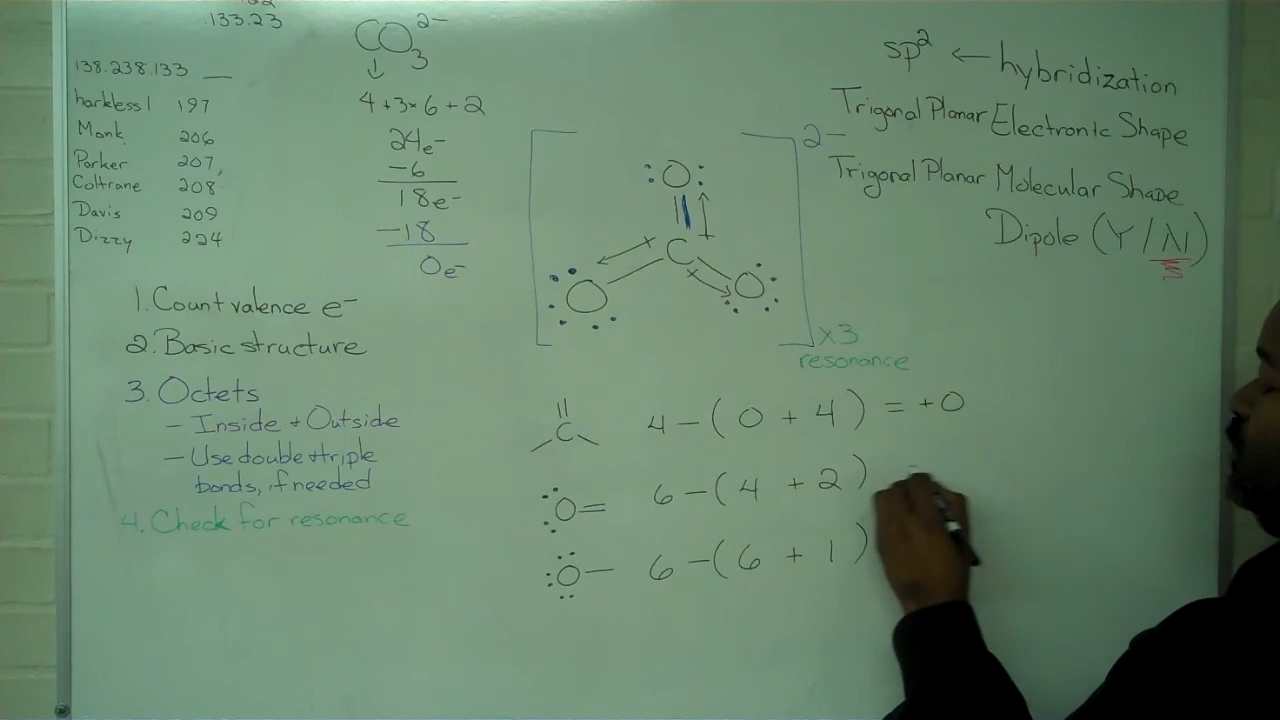 .133.23
138.238.133 __
harkless1 197
Monk 206
Parker 207,
Coltrane 208
Davis 209
Dizzy 224
CO₃²⁻
↓
4 + 3×6 + 2
24e⁻
-6
18e⁻
-18
0e⁻
1. Count valence e⁻
2. Basic structure
3. Octets
- Inside + Outside
- Use double + triple
bonds, if needed
4. Check for resonance
sp² ← hybridization
Trigonal Planar Electronic Shape
Trigonal Planar Molecular Shape
Dipole (Y/N)
2-
O
C
O O
x3
resonance
C 4 - (0 + 4) = +0
:O= 6 - (4 + 2)
:O- 6 - (6 + 1)